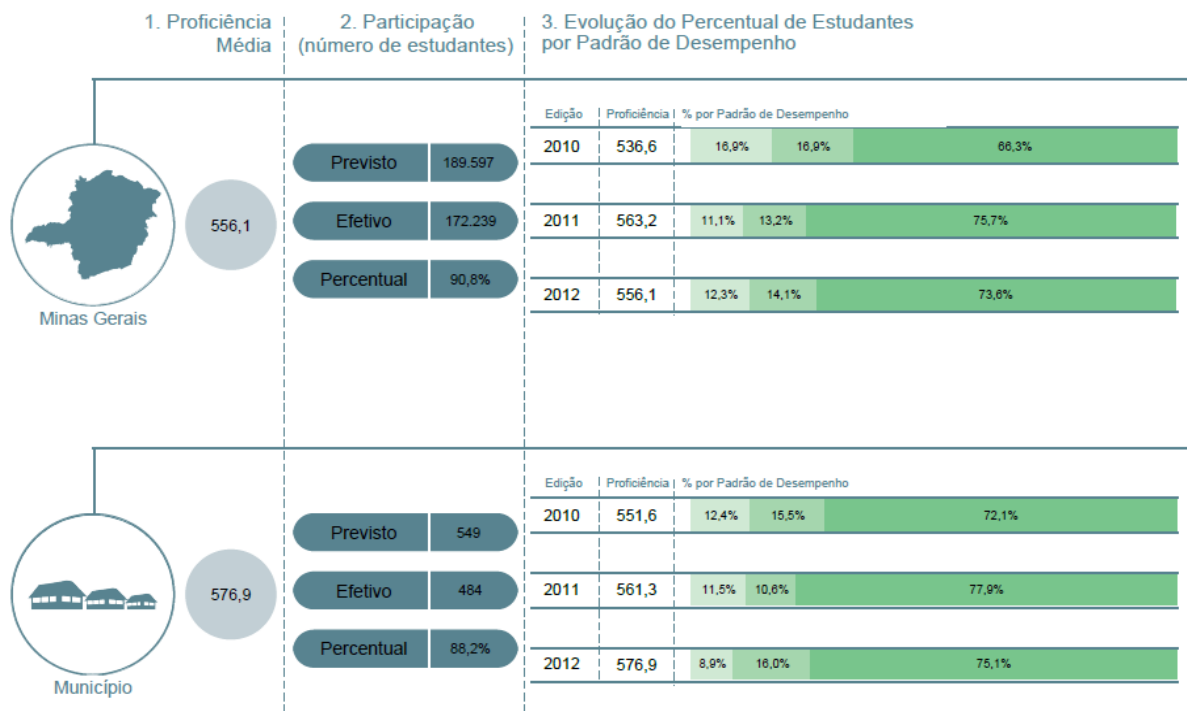 1. Proficiência
Média
2. Participação
(número de estudantes)
3. Evolução do Percentual de Estudantes
por Padrão de Desempenho
Minas Gerais
556,1
Previsto 189.597
Efetivo 172.239
Percentual 90,8%
Edição Proficiência % por Padrão de Desempenho
2010 536,6 16,9% 16,9% 66,3%
2011 563,2 11,1% 13,2% 75,7%
2012 556,1 12,3% 14,1% 73,6%
Município
576,9
Previsto 549
Efetivo 484
Percentual 88,2%
Edição Proficiência % por Padrão de Desempenho
2010 551,6 12,4% 15,5% 72,1%
2011 561,3 11,5% 10,6% 77,9%
2012 576,9 8,9% 16,0% 75,1%